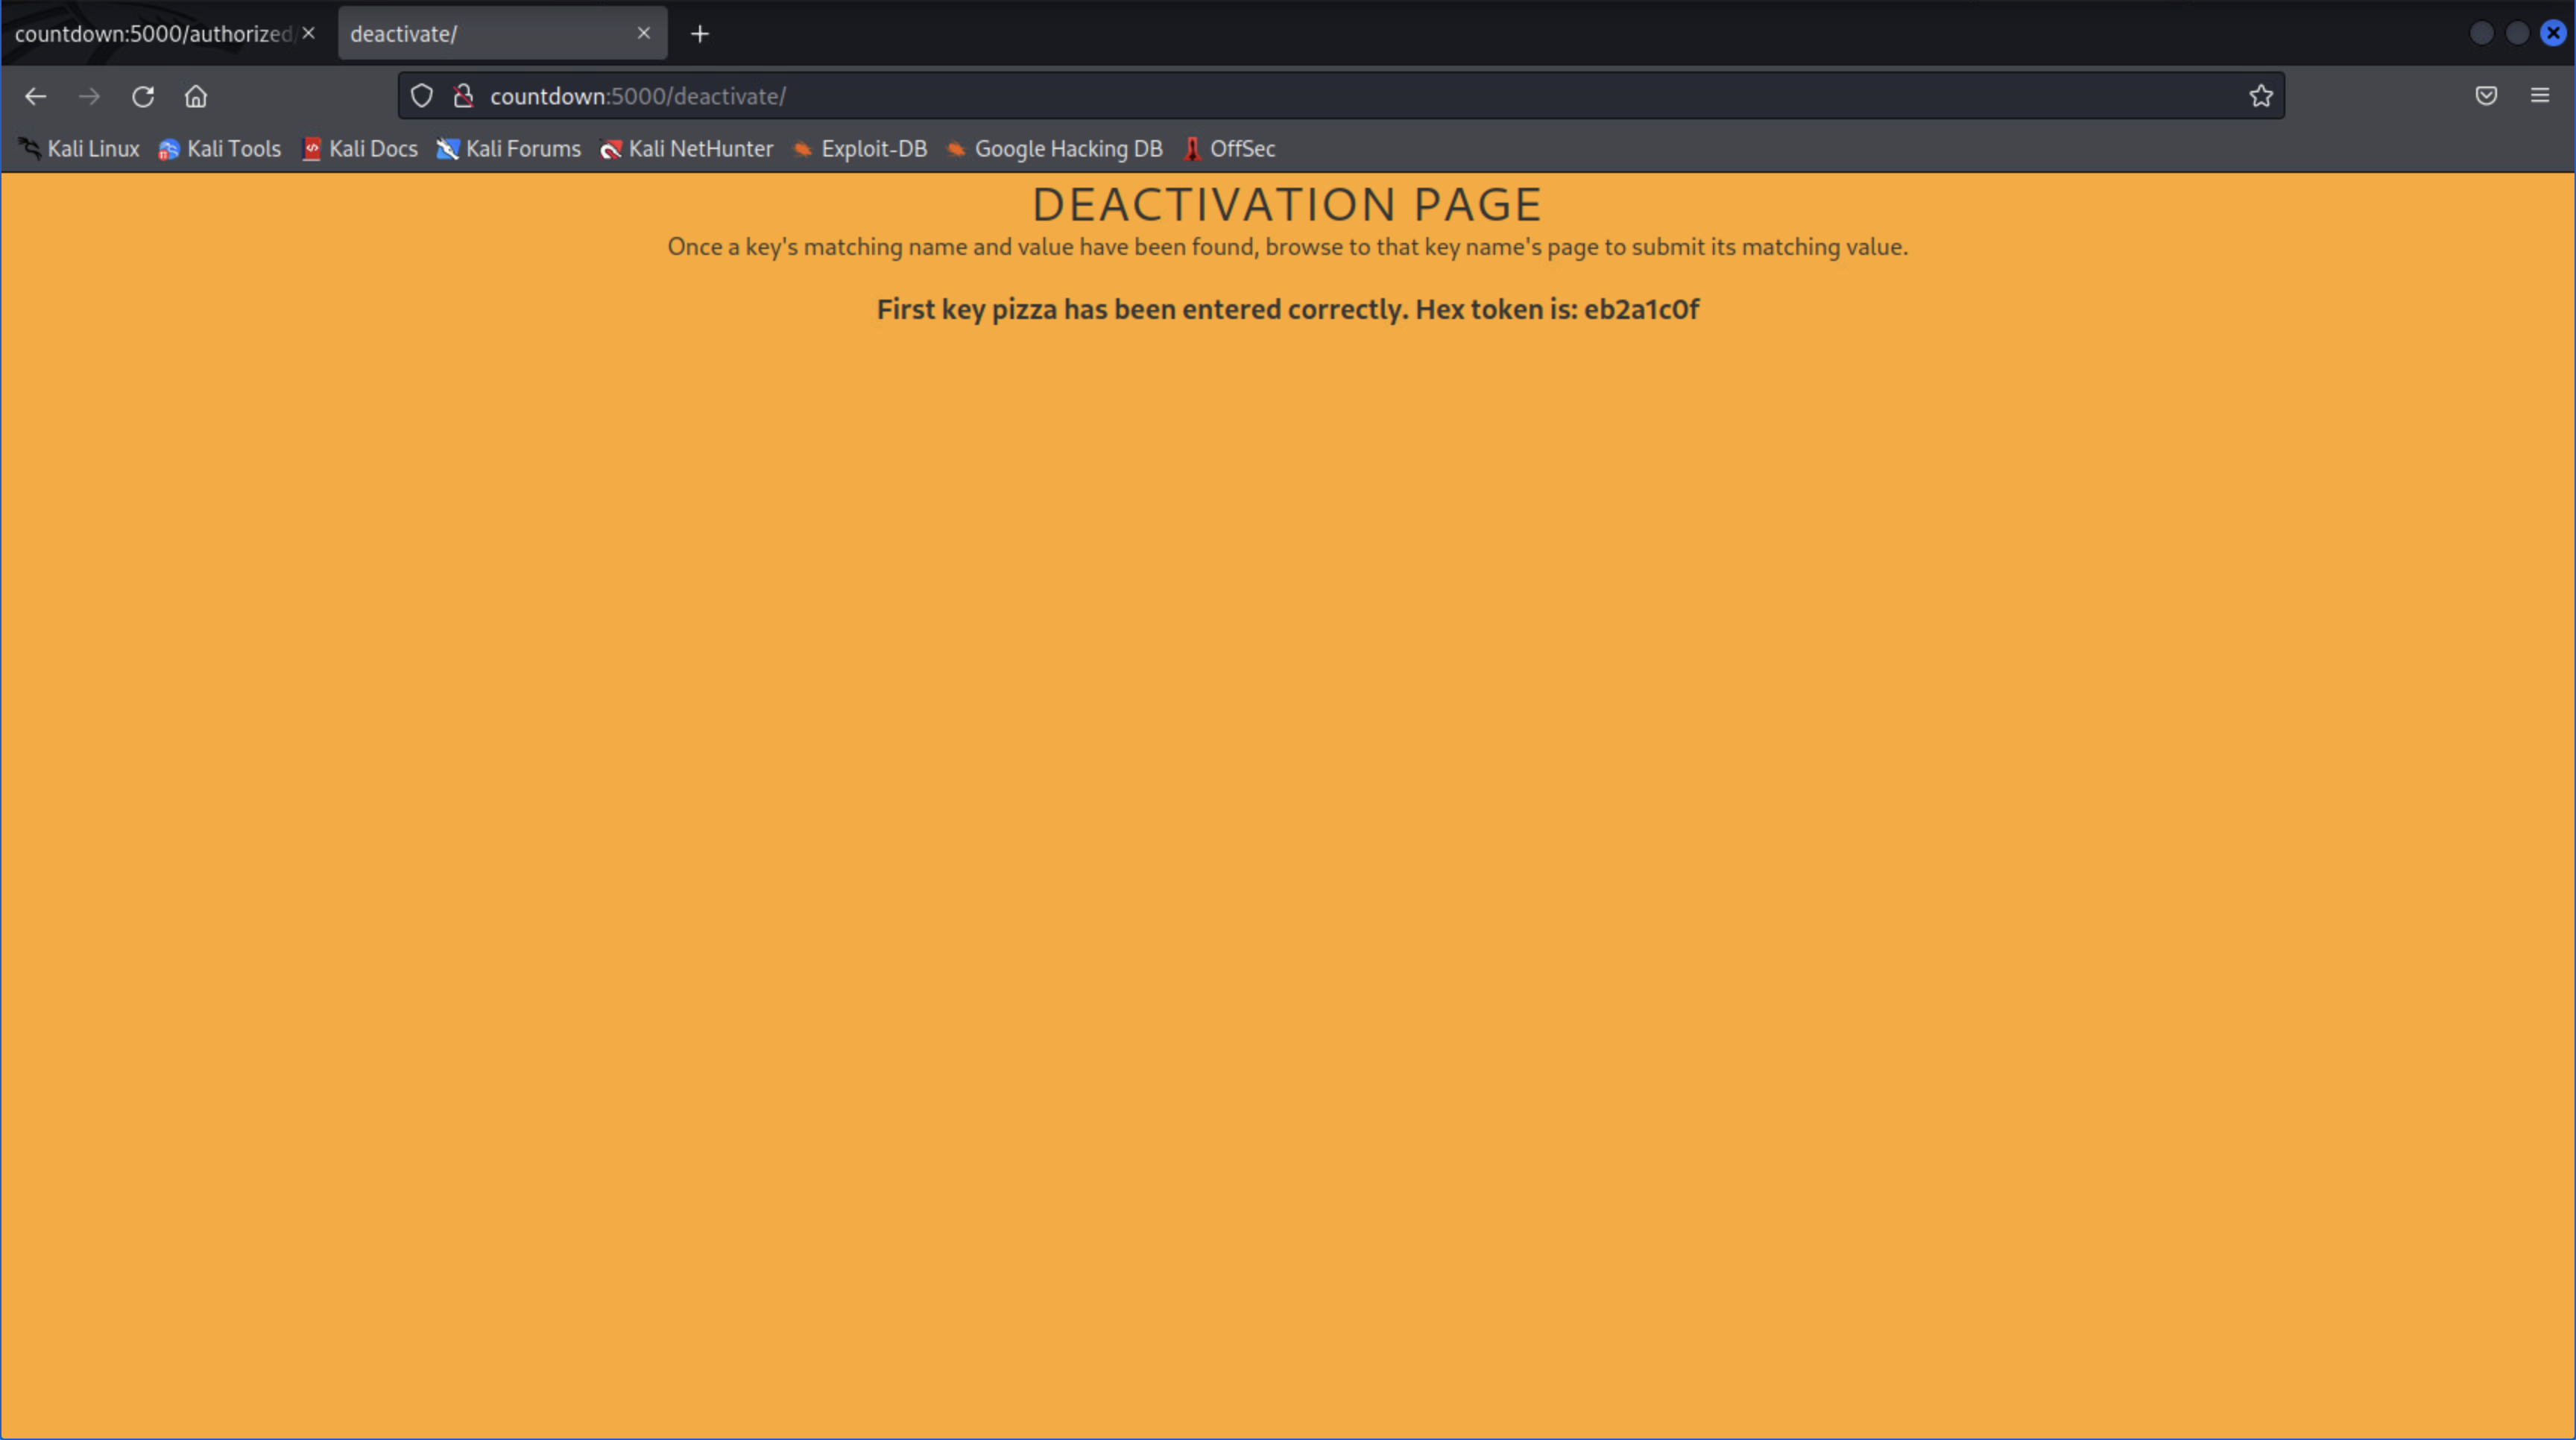 countdown:5000/authorized/
deactivate/
countdown:5000/deactivate/
Kali Linux Kali Tools Kali Docs Kali Forums Kali NetHunter Exploit-DB Google Hacking DB OffSec
DEACTIVATION PAGE
Once a key's matching name and value have been found, browse to that key name's page to submit its matching value.
First key pizza has been entered correctly. Hex token is: eb2a1c0f